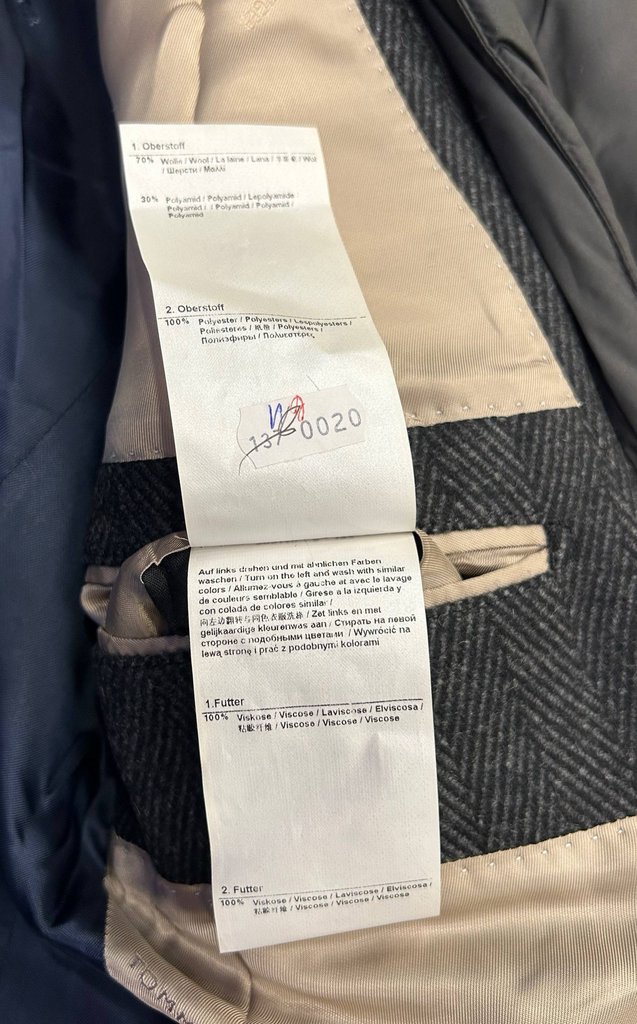 1. Oberstoff
70% Wolle / Wool / La laine / Lana / 羊毛 / Wol
/ Шерсти / Μαλλί
30% Polyamid / Polyamid / Lepolyamide
Polyamid / / Polyamid / Polyamid /
Polyamid
2. Oberstoff
100% Polyester / Polyesters / Lespolyesters /
Poliesteres / / Polyesters /
Полиэфиры / Πολυεστέρες
WA
137 0020
Auf links drehen und mit ähnlichen Farben
waschen / Turn on the left and wash with similar
colors / Allumez-vous à gauche et avec le lavage
de couleurs semblable / Girese a la izquierda y
con colada de colores similar /
向左边翻转与同色衣服洗涤 / Zet links en met
gelijkaardige kleurenwas aan / Стирать на левой
стороне с подобными цветами / Wywrócić na
lewą stronę i prać z podobnymi kolorami
1.Futter
100% Viskose / Viscose / Laviscose / Elviscosa /
粘胶纤维 / Viscose / Viscose / Viscose
2. Futter
100% Viskose / Viscose / Laviscose / Elviscosa /
粘胶纤维 / Viscose / Viscose / Viscose
TOMM